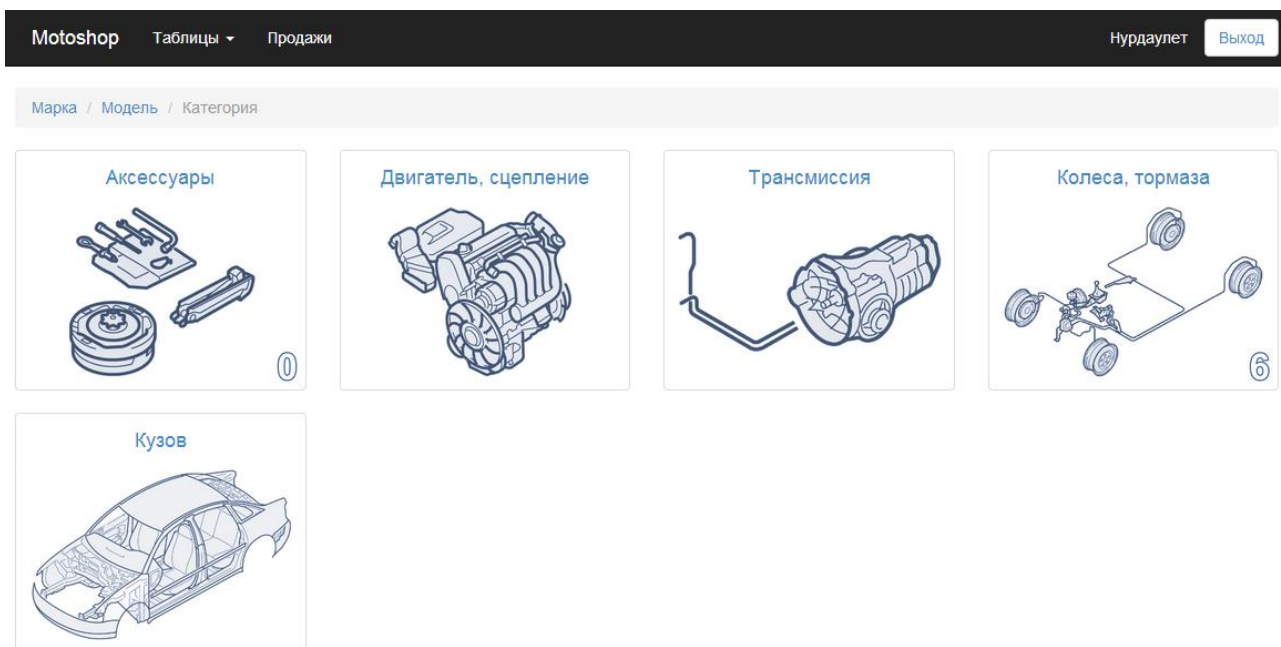 Motoshop Таблицы Продажи Нурдаулет Выход
Марка / Модель / Категория
Аксессуары Двигатель, сцепление Трансмиссия Колеса, тормаза
0 6
Кузов